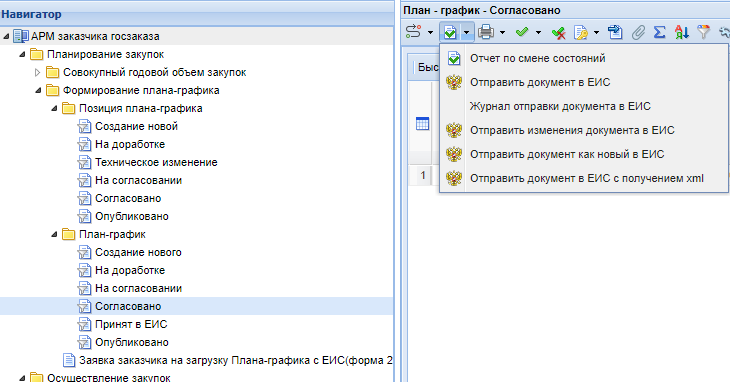 Навигатор
АРМ заказчика госзаказа
Планирование закупок
Совокупный годовой объем закупок
Формирование плана-графика
Позиция плана-графика
Создание новой
На доработке
Техническое изменение
На согласовании
Согласовано
Опубликовано
План-график
Создание нового
На доработке
На согласовании
Согласовано
Принят в ЕИС
Опубликовано
Заявка заказчика на загрузку Плана-графика с ЕИС(форма 2
Осуществление закупок
План - график - Согласовано
Быс
1
Отчет по смене состояний
Отправить документ в ЕИС
Журнал отправки документа в ЕИС
Отправить изменения документа в ЕИС
Отправить документ как новый в ЕИС
Отправить документ в ЕИС с получением xml